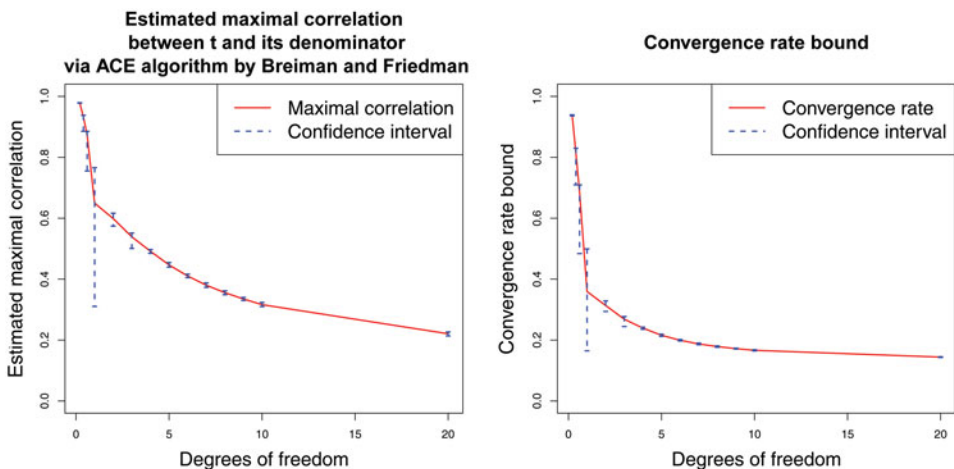 Estimated maximal correlation
between t and its denominator
via ACE algorithm by Breiman and Friedman
Estimated maximal correlation
1.0
0.8
0.6
0.4
0.2
0.0
Maximal correlation
Confidence interval
0
5
10
15
20
Degrees of freedom
Convergence rate bound
Convergence rate bound
1.0
0.8
0.6
0.4
0.2
0.0
Convergence rate
Confidence interval
0
5
10
15
20
Degrees of freedom